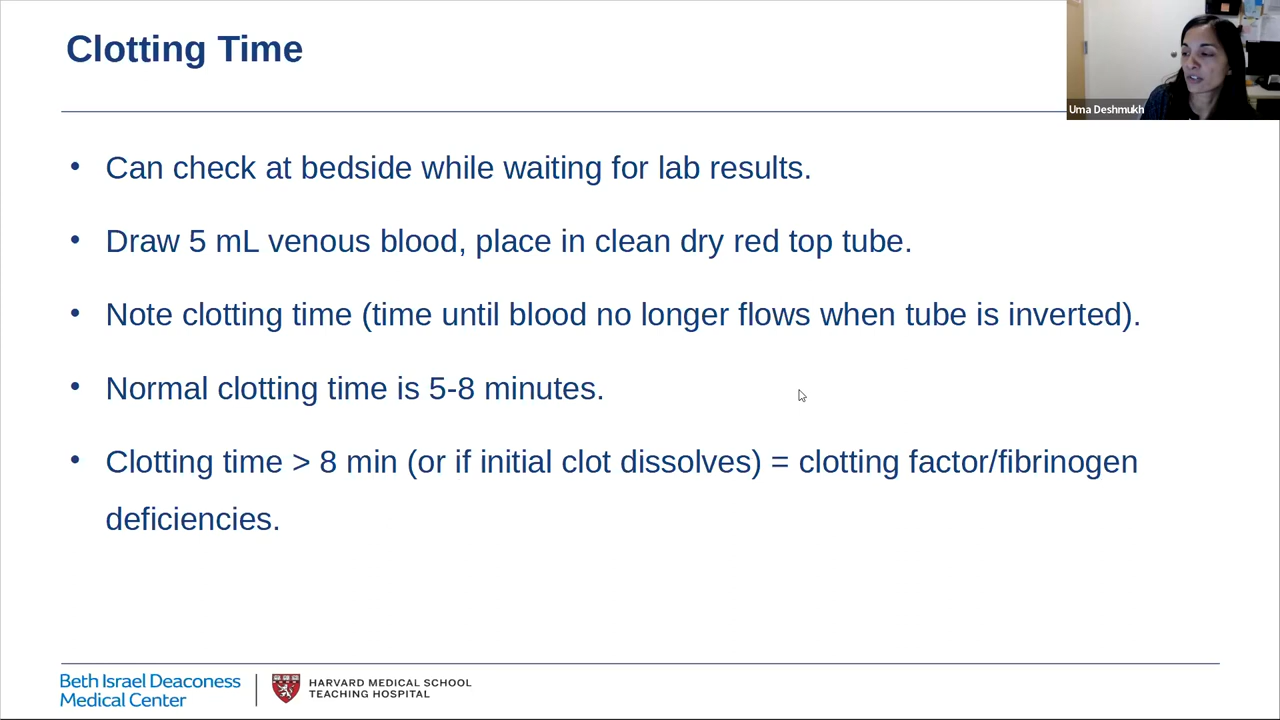 Clotting Time
Uma Deshmukh
• Can check at bedside while waiting for lab results.
• Draw 5 mL venous blood, place in clean dry red top tube.
• Note clotting time (time until blood no longer flows when tube is inverted).
• Normal clotting time is 5-8 minutes.
• Clotting time > 8 min (or if initial clot dissolves) = clotting factor/fibrinogen
deficiencies.
Beth Israel Deaconess
Medical Center
HARVARD MEDICAL SCHOOL
TEACHING HOSPITAL